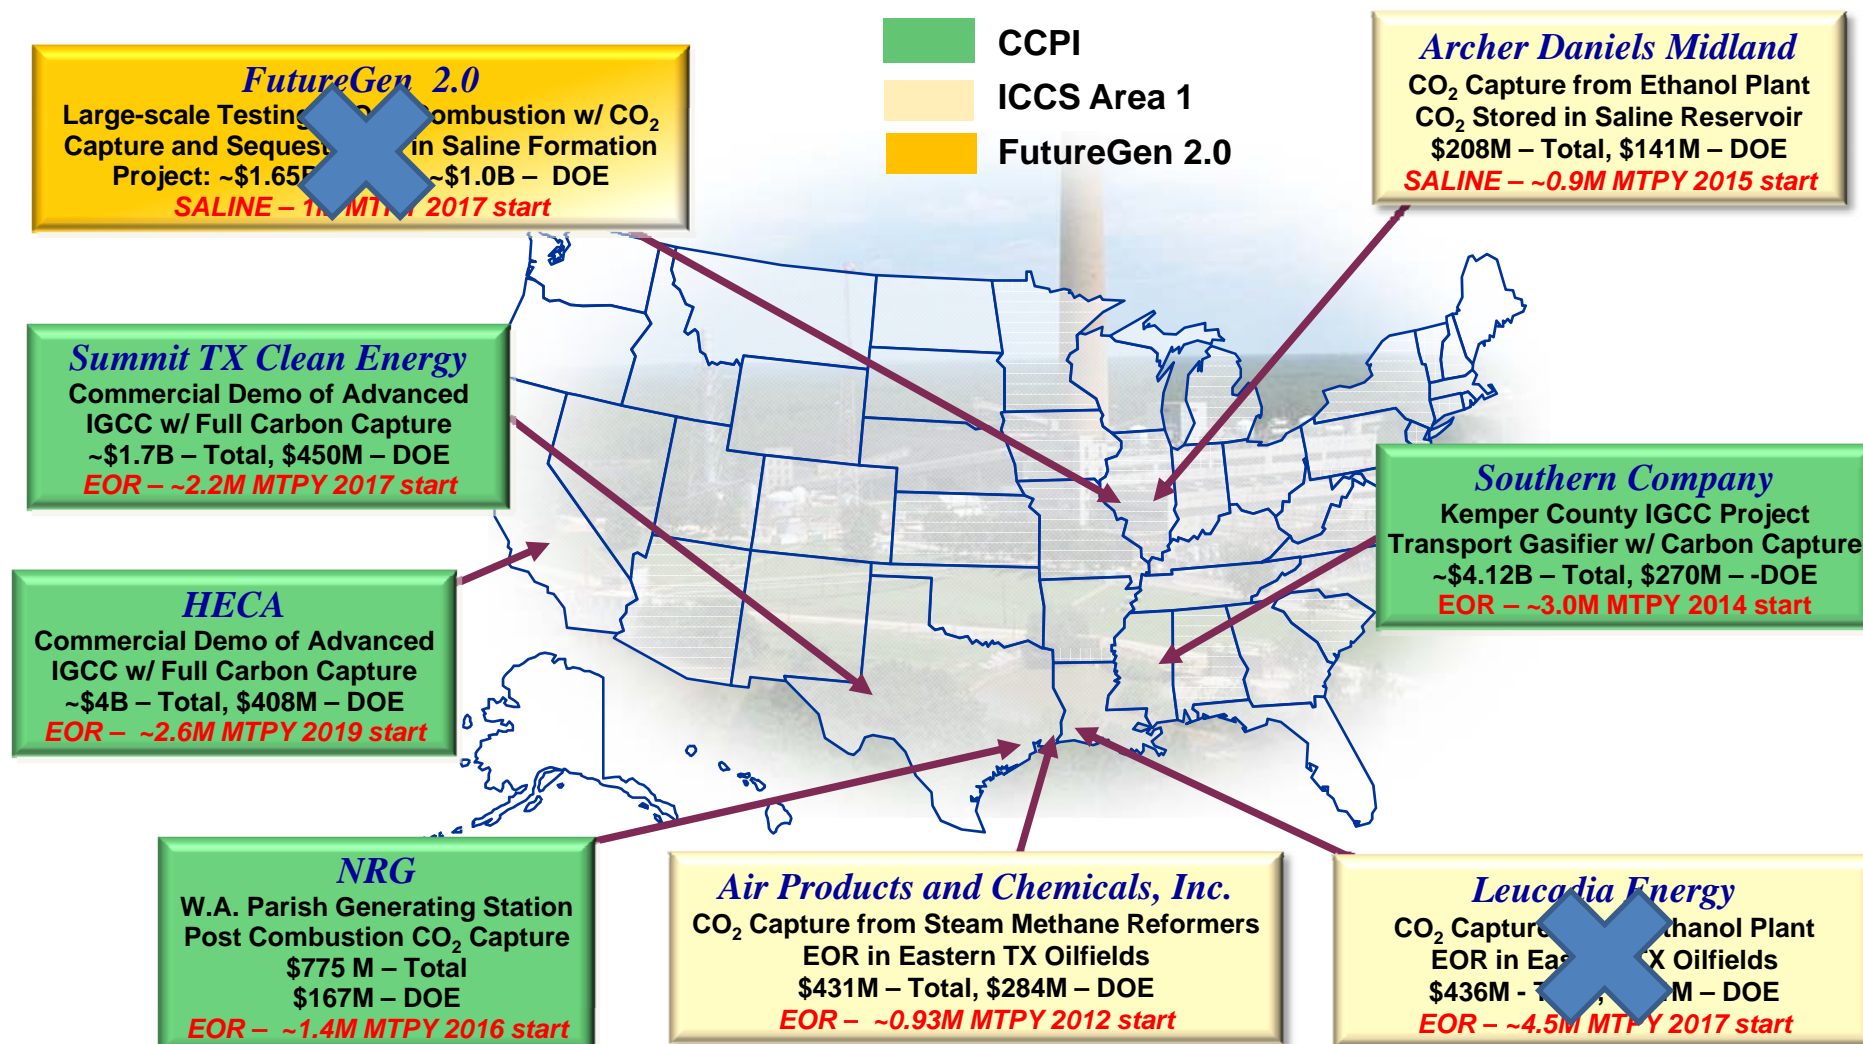 CCPI
ICCS Area 1
FutureGen 2.0
FutureGen 2.0
Large-scale Testing combustion w/ CO₂
Capture and in Saline Formation
Project: ~$1.65B ~$1.0B – DOE
SALINE – 2017 start
Archer Daniels Midland
CO₂ Capture from Ethanol Plant
CO₂ Stored in Saline Reservoir
$208M – Total, $141M – DOE
SALINE – ~0.9M MTPY 2015 start
Summit TX Clean Energy
Commercial Demo of Advanced
IGCC w/ Full Carbon Capture
~$1.7B – Total, $450M – DOE
EOR – ~2.2M MTPY 2017 start
Southern Company
Kemper County IGCC Project
Transport Gasifier w/ Carbon Capture
~$4.12B – Total, $270M – -DOE
EOR – ~3.0M MTPY 2014 start
HECA
Commercial Demo of Advanced
IGCC w/ Full Carbon Capture
~$4B – Total, $408M – DOE
EOR – ~2.6M MTPY 2019 start
NRG
W.A. Parish Generating Station
Post Combustion CO₂ Capture
$775 M – Total
$167M – DOE
EOR – ~1.4M MTPY 2016 start
Air Products and Chemicals, Inc.
CO₂ Capture from Steam Methane Reformers
EOR in Eastern TX Oilfields
$431M – Total, $284M – DOE
EOR – ~0.93M MTPY 2012 start
Leucadia Energy
CO₂ Capture Plant
EOR in TX Oilfields
$436M - – DOE
EOR – ~4.5M MTPY 2017 start